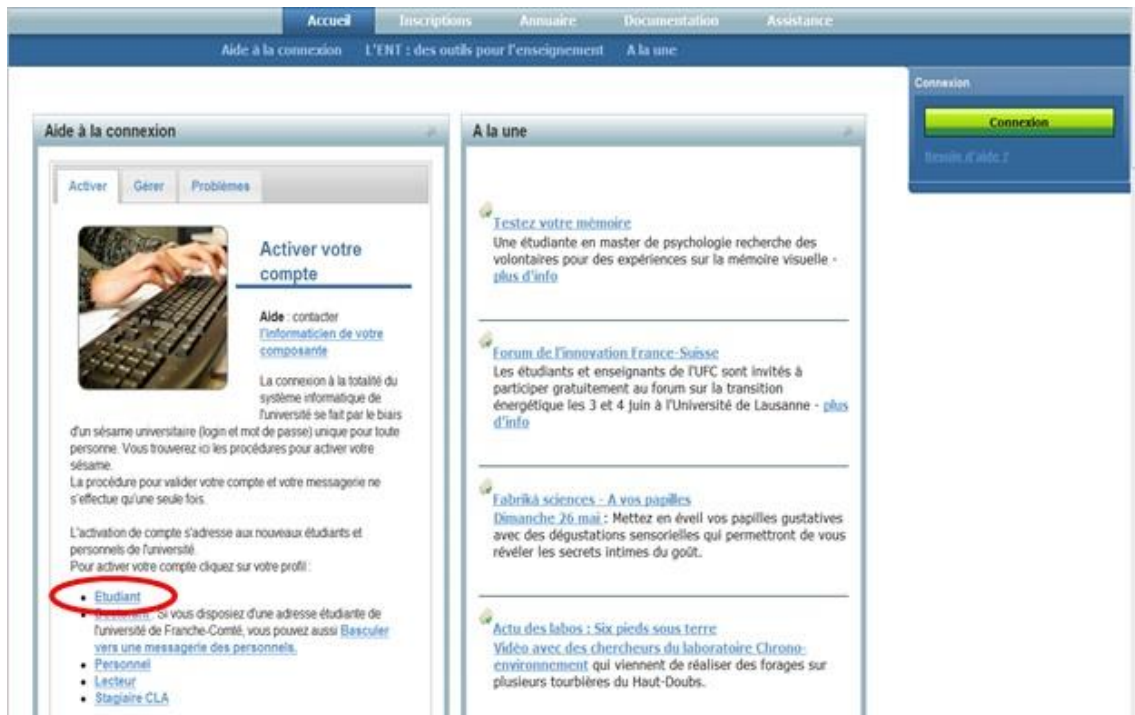 Accueil Inscriptions Annuaire Documentation Assistance
Aide à la connexion L'ENT : des outils pour l'enseignement A la une
Connexion
Connexion
Besoin d'aide ?
Aide à la connexion
Activer Gérer Problèmes
Activer votre
compte
Aide : contacter
l'informaticien de votre
composante
La connexion à la totalité du
système informatique de
l'université se fait par le biais
d'un sésame universitaire (login et mot de passe) unique pour toute
personne. Vous trouverez ici les procédures pour activer votre
sésame.
La procédure pour valider votre compte et votre messagerie ne
s'effectue qu'une seule fois.
L'activation de compte s'adresse aux nouveaux étudiants et
personnels de l'université.
Pour activer votre compte cliquez sur votre profil :
Etudiant
: Si vous disposiez d'une adresse étudiante de
l'université de Franche-Comté, vous pouvez aussi Basculer
vers une messagerie des personnels.
Personnel
Lecteur
Stagiaire CLA
A la une
Testez votre mémoire
Une étudiante en master de psychologie recherche des
volontaires pour des expériences sur la mémoire visuelle -
plus d'info
Forum de l'innovation France-Suisse
Les étudiants et enseignants de l'UFC sont invités à
participer gratuitement au forum sur la transition
énergétique les 3 et 4 juin à l'Université de Lausanne - plus
d'info
Fabrikà sciences - A vos papilles
Dimanche 26 mai : Mettez en éveil vos papilles gustatives
avec des dégustations sensorielles qui permettront de vous
révéler les secrets intimes du goût.
Actu des labos : Six pieds sous terre
Vidéo avec des chercheurs du laboratoire Chrono-
environnement qui viennent de réaliser des forages sur
plusieurs tourbières du Haut-Doubs.